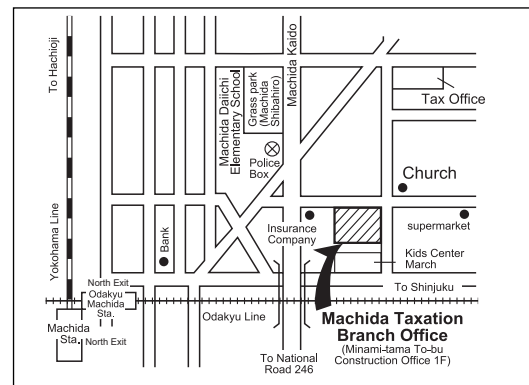 To Hachioji
Yokohama Line
Machida Daiichi
Elementary School
Grass park
(Machida
Shibahiro)
Machida Kaido
Tax Office
Police
Box
Church
Bank
Insurance
Company
supermarket
Kids Center
March
North Exit
Odakyu
Machida
Sta.
To Shinjuku
Machida
Sta.
North Exit
Odakyu Line
Machida Taxation
Branch Office
(Minami-tama To-bu
Construction Office 1F)
To National
Road 246